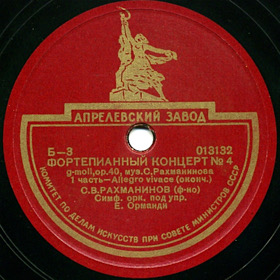 АПРЕЛЕВСКИЙ ЗАВОД
Б—3 013132
ФОРТЕПИАННЫЙ КОНЦЕРТ № 4
g-moll, op. 40, муз. С. Рахманинова
1 часть—Allegro vivace (оконч.)
С. В. РАХМАНИНОВ (ф-но)
Симф. орк. под упр.
Е. Орманди
КОМИТЕТ ПО ДЕЛАМ ИСКУССТВ ПРИ СОВЕТЕ МИНИСТРОВ СССР